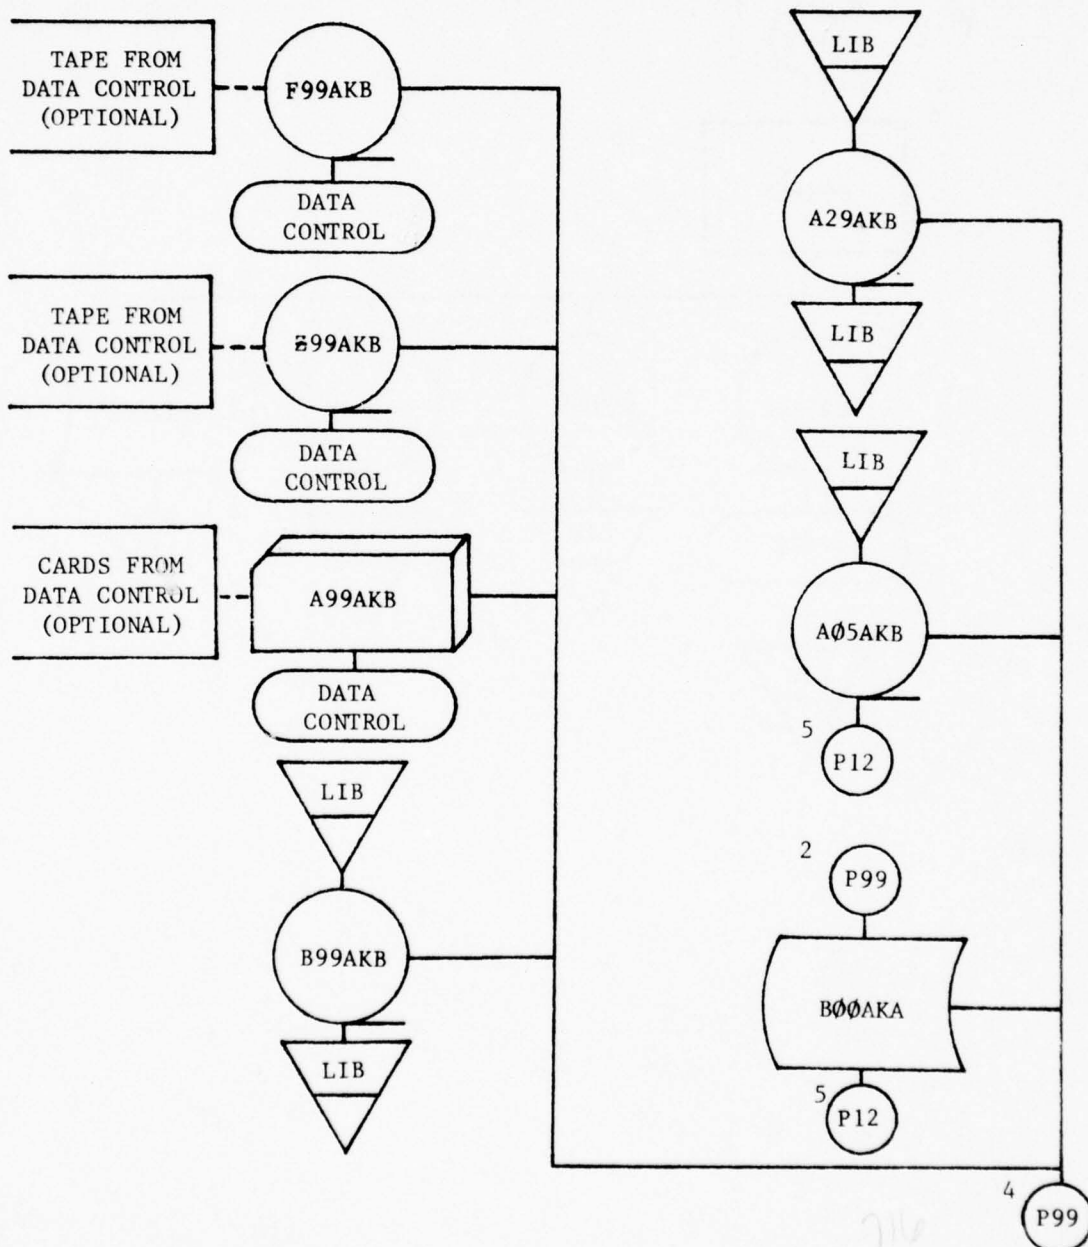 TAPE FROM
DATA CONTROL
(OPTIONAL)
F99AKB
DATA
CONTROL
TAPE FROM
DATA CONTROL
(OPTIONAL)
Z99AKB
DATA
CONTROL
CARDS FROM
DATA CONTROL
(OPTIONAL)
A99AKB
DATA
CONTROL
LIB
B99AKB
LIB
LIB
A29AKB
LIB
LIB
AØ5AKB
5
P12
2
P99
BØØAKA
5
P12
4
P99
716